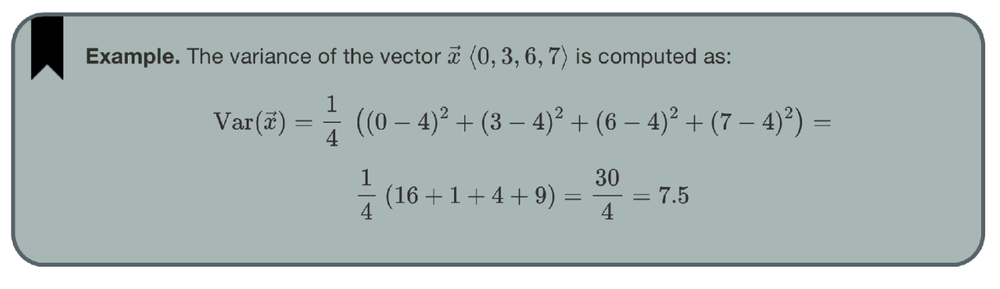 Example. The variance of the vector $\vec{x}$ ⟨0, 3, 6, 7⟩ is computed as:
$\mathrm{Var}(\vec{x}) = \frac{1}{4} \left((0-4)^2 + (3-4)^2 + (6-4)^2 + (7-4)^2\right) =$
$\frac{1}{4} (16 + 1 + 4 + 9) = \frac{30}{4} = 7.5$